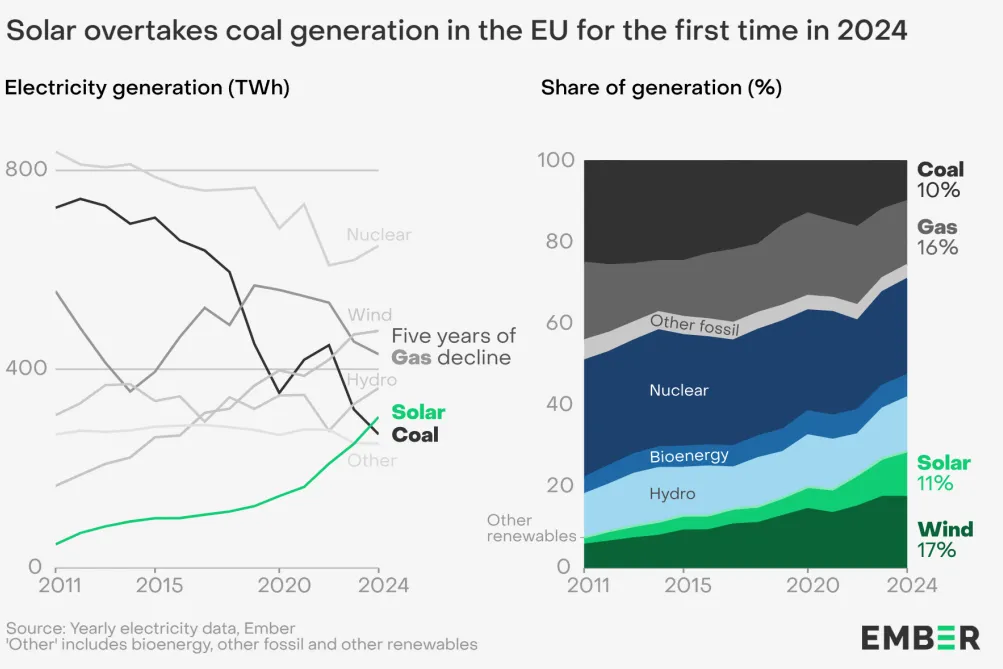 Solar overtakes coal generation in the EU for the first time in 2024
Electricity generation (TWh)
800
400
0
2011
2015
2020
2024
Nuclear
Wind
Five years of
Gas decline
Hydro
Solar
Coal
Other
Share of generation (%)
100
80
60
40
20
0
2011
2015
2020
2024
Other fossil
Nuclear
Bioenergy
Hydro
Other
renewables
Coal
10%
Gas
16%
Solar
11%
Wind
17%
Source: Yearly electricity data, Ember
'Other' includes bioenergy, other fossil and other renewables
EMBER